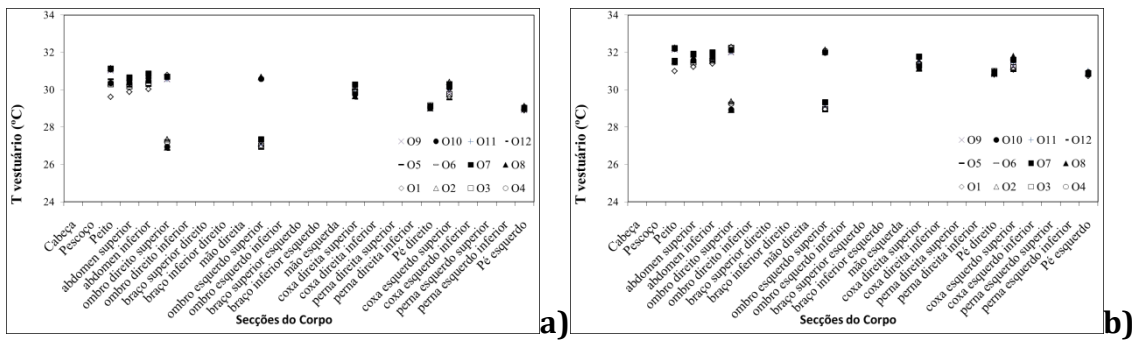 34
32
30
28
26
24
T vestuário (ºC)
O9 O10 O11 O12
O5 O6 O7 O8
O1 O2 O3 O4
Cabeça
Pescoço
Peito
abdomen superior
abdomen inferior
ombro direito superior
ombro direito inferior
braço superior direito
braço inferior direito
mão direita
ombro esquerdo superior
ombro esquerdo inferior
braço superior esquerdo
braço inferior esquerdo
mão esquerda
coxa direita superior
coxa direita inferior
perna direita superior
perna direita inferior
Pé direito
coxa esquerdo superior
coxa esquerdo inferior
perna esquerdo superior
perna esquerdo inferior
Pé esquerdo
Secções do Corpo
a)
34
32
30
28
26
24
T vestuário (ºC)
O9 O10 O11 O12
O5 O6 O7 O8
O1 O2 O3 O4
Cabeça
Pescoço
Peito
abdomen superior
abdomen inferior
ombro direito superior
ombro direito inferior
braço superior direito
braço inferior direito
mão direita
ombro esquerdo superior
ombro esquerdo inferior
braço superior esquerdo
braço inferior esquerdo
mão esquerda
coxa direita superior
coxa direita inferior
perna direita superior
perna direita inferior
Pé direito
coxa esquerdo superior
coxa esquerdo inferior
perna esquerdo superior
perna esquerdo inferior
Pé esquerdo
Secções do Corpo
b)